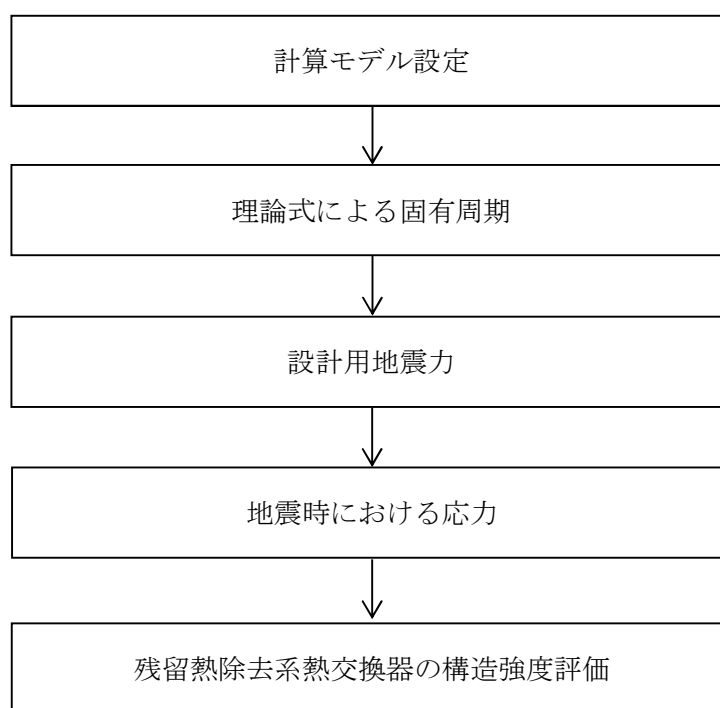 計算モデル設定
理論式による固有周期
設計用地震力
地震時における応力
残留熱除去系熱交換器の構造強度評価